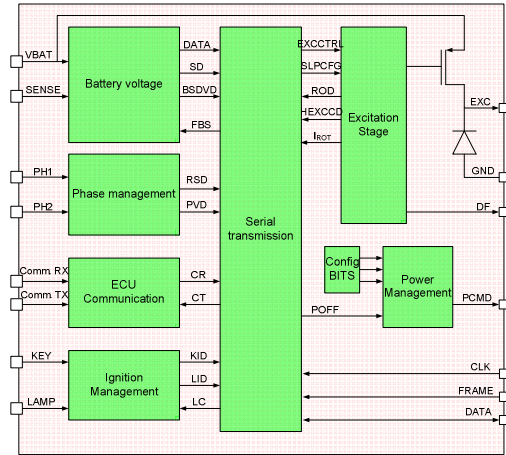 VBAT
SENSE
PH1
PH2
Comm. RX
Comm. TX
KEY
LAMP
Battery voltage
DATA
SD
BSDVD
FBS
Phase management
RSD
PVD
ECU
Communication
CR
CT
Ignition
Management
KID
LID
LC
Serial
transmission
EXCCTRL
SLPCFG
ROD
HEXCCD
IROT
Excitation
Stage
Config
BITS
Power
Management
POFF
EXC
GND
DF
PCMD
CLK
FRAME
DATA